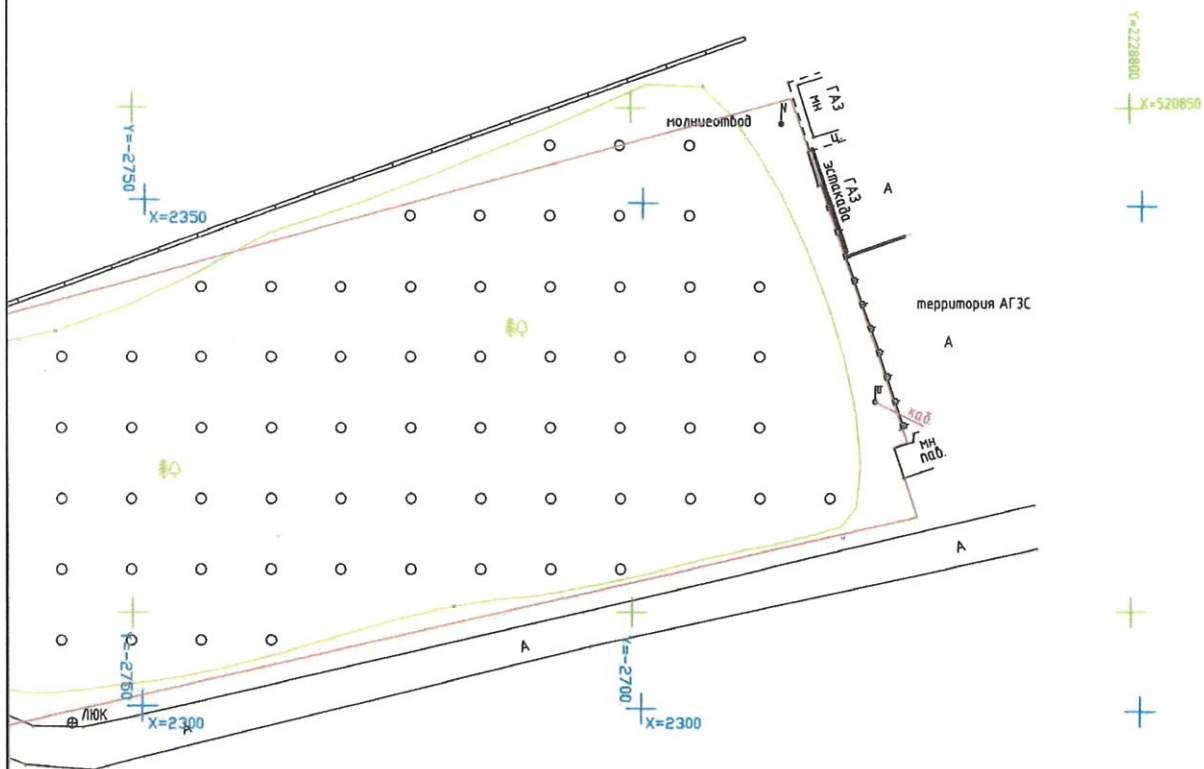 Y=2228800
X=520850
ГАЗ
МН
молниеотвод
Y=-2750
X=2350
ГАЗ
эстакада
А
территория АГЗС
А
каб.
МН
пав.
А
А
Y=-2750
X=2300
Y=-2700
X=2300
ЛЮК
А